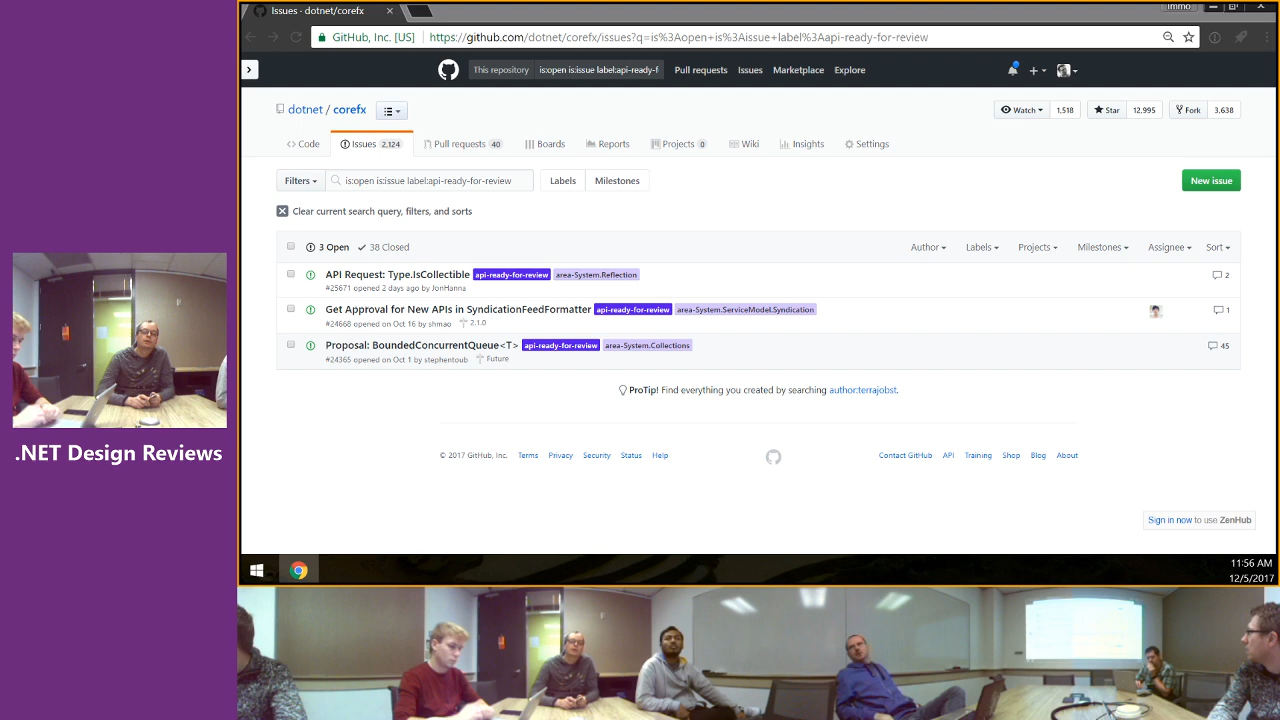 Issues - dotnet/corefx
Immo
GitHub, Inc. [US]
https://github.com/dotnet/corefx/issues?q=is%3Aopen+is%3Aissue+label%3Aapi-ready-for-review
This repository
is:open is:issue label:api-ready-f
Pull requests
Issues
Marketplace
Explore
dotnet / corefx
Watch 1,518
Star 12,995
Fork 3,638
Code
Issues 2,124
Pull requests 40
Boards
Reports
Projects 0
Wiki
Insights
Settings
Filters
is:open is:issue label:api-ready-for-review
Labels
Milestones
New issue
Clear current search query, filters, and sorts
3 Open
38 Closed
Author
Labels
Projects
Milestones
Assignee
Sort
API Request: Type.IsCollectible api-ready-for-review area-System.Reflection
2
#25671 opened 2 days ago by JonHanna
Get Approval for New APIs in SyndicationFeedFormatter api-ready-for-review area-System.ServiceModel.Syndication
1
#24668 opened on Oct 16 by shmao 2.1.0
Proposal: BoundedConcurrentQueue<T> api-ready-for-review area-System.Collections
45
#24365 opened on Oct 1 by stephentoub Future
ProTip! Find everything you created by searching author:terrajobst.
© 2017 GitHub, Inc.
Terms
Privacy
Security
Status
Help
Contact GitHub
API
Training
Shop
Blog
About
Sign in now to use ZenHub
11:56 AM
12/5/2017
.NET Design Reviews